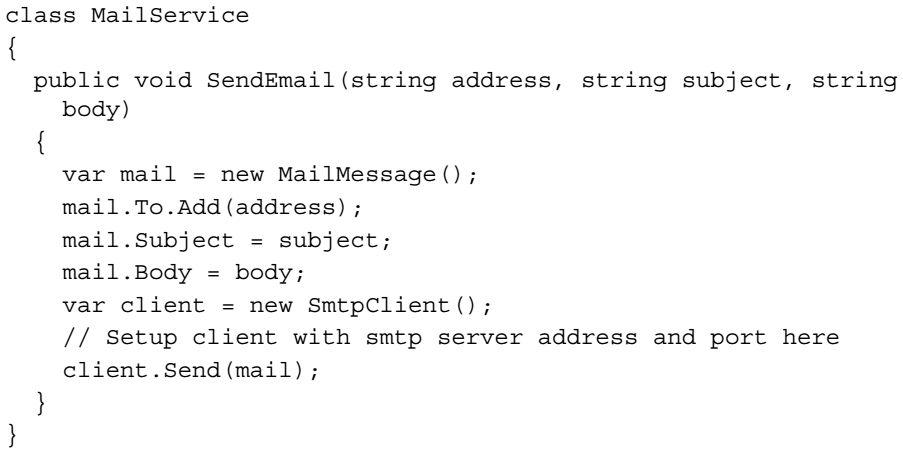 class MailService
{
  public void SendEmail(string address, string subject, string
    body)
  {
    var mail = new MailMessage();
    mail.To.Add(address);
    mail.Subject = subject;
    mail.Body = body;
    var client = new SmtpClient();
    // Setup client with smtp server address and port here
    client.Send(mail);
  }
}